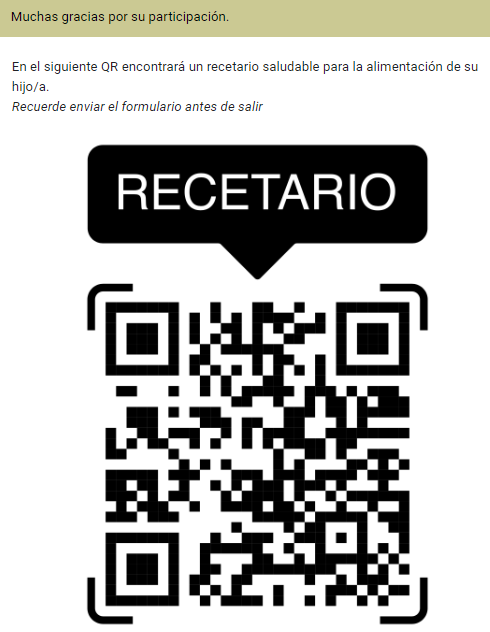 Muchas gracias por su participación.
En el siguiente QR encontrará un recetario saludable para la alimentación de su
hijo/a.
Recuerde enviar el formulario antes de salir
RECETARIO